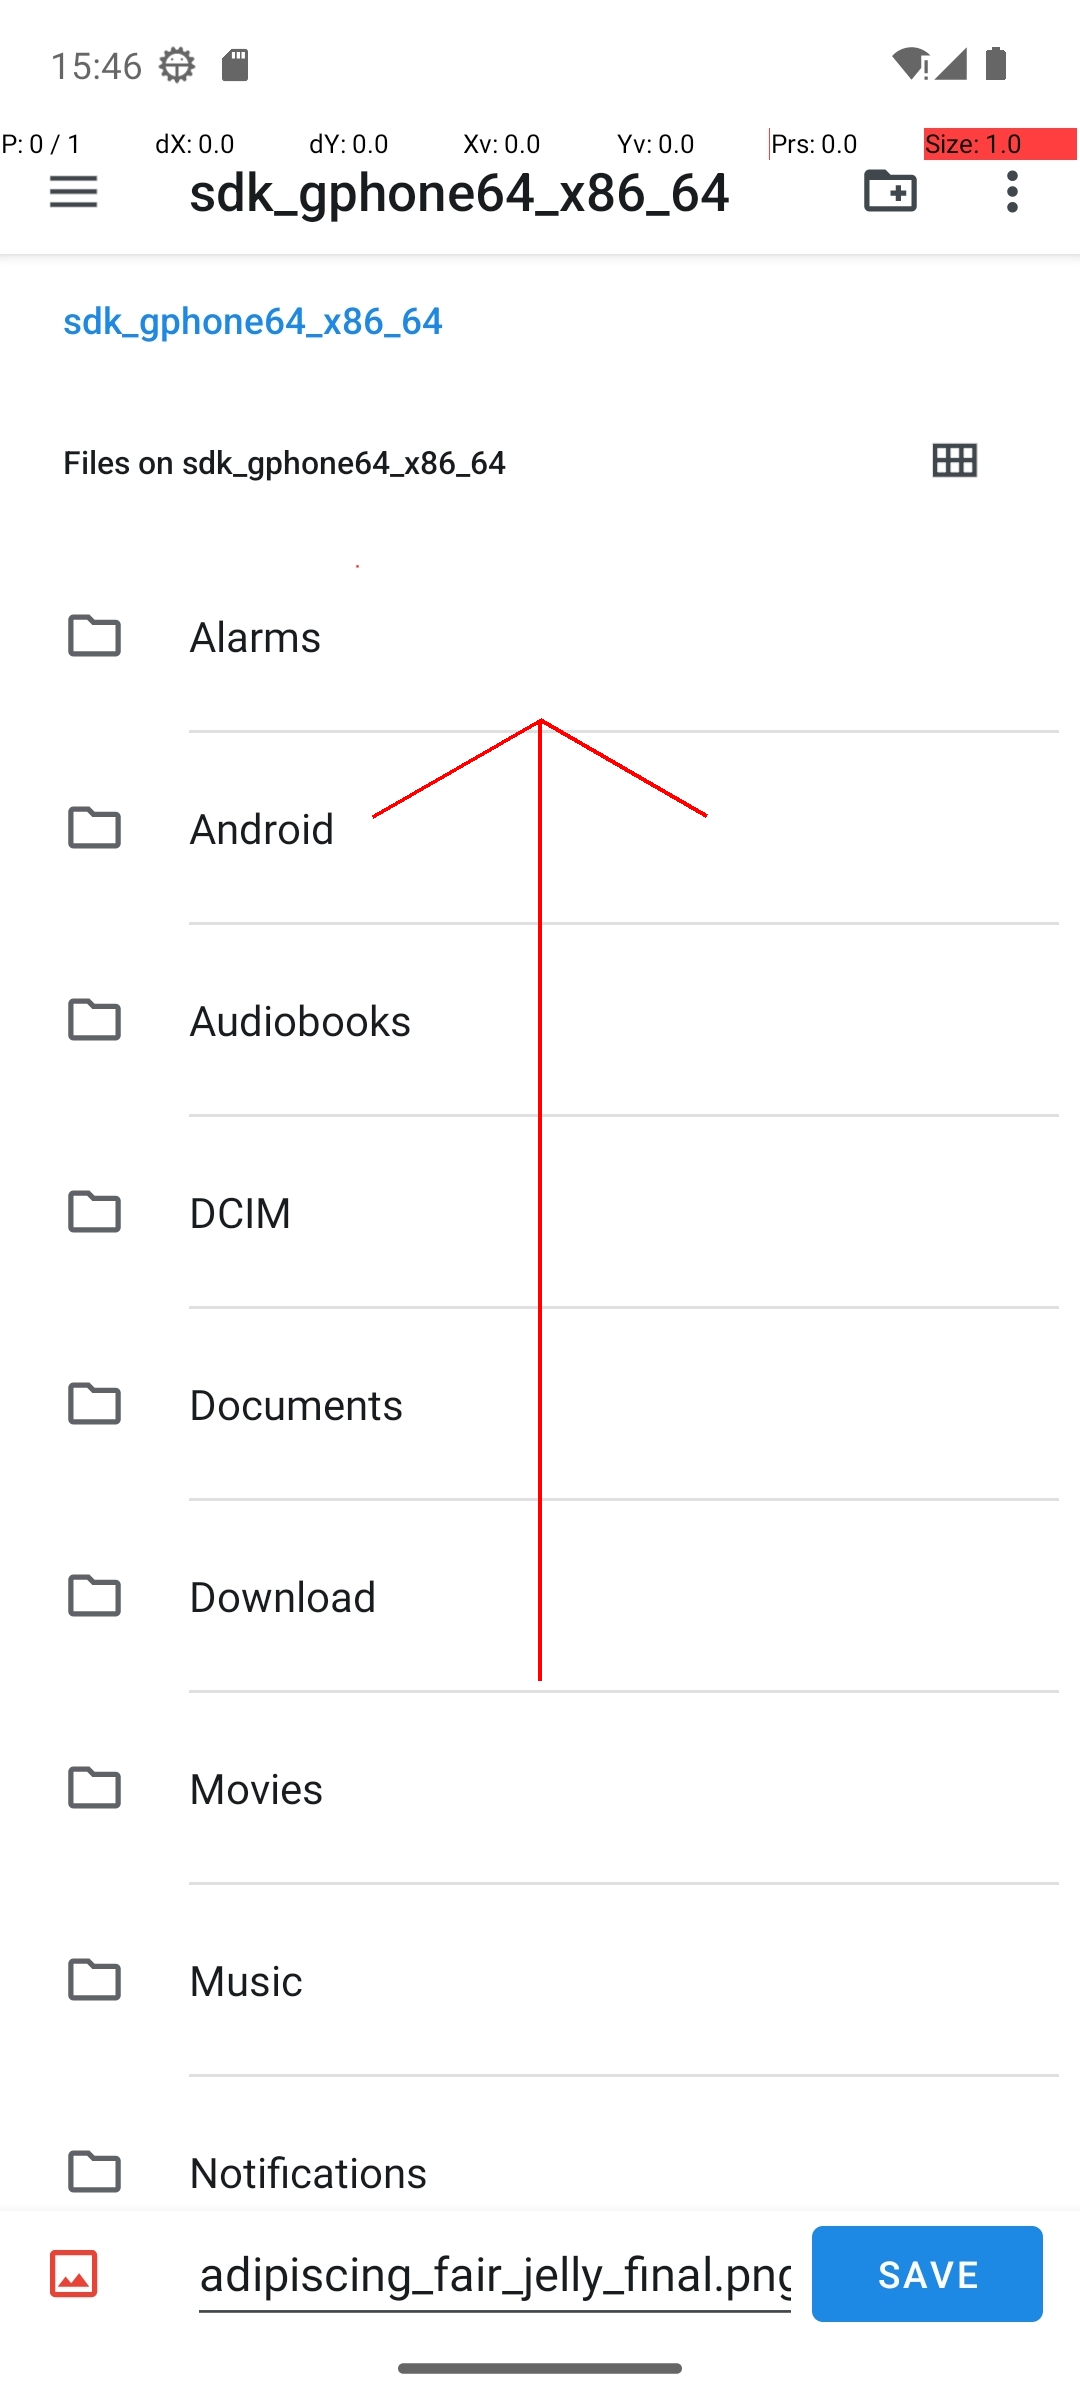 15:46
P: 0 / 1 dX: 0.0 dY: 0.0 Xv: 0.0 Yv: 0.0 Prs: 0.0 Size: 1.0
sdk_gphone64_x86_64
sdk_gphone64_x86_64
Files on sdk_gphone64_x86_64
Alarms
Android
Audiobooks
DCIM
Documents
Download
Movies
Music
Notifications
adipiscing_fair_jelly_final.png
SAVE